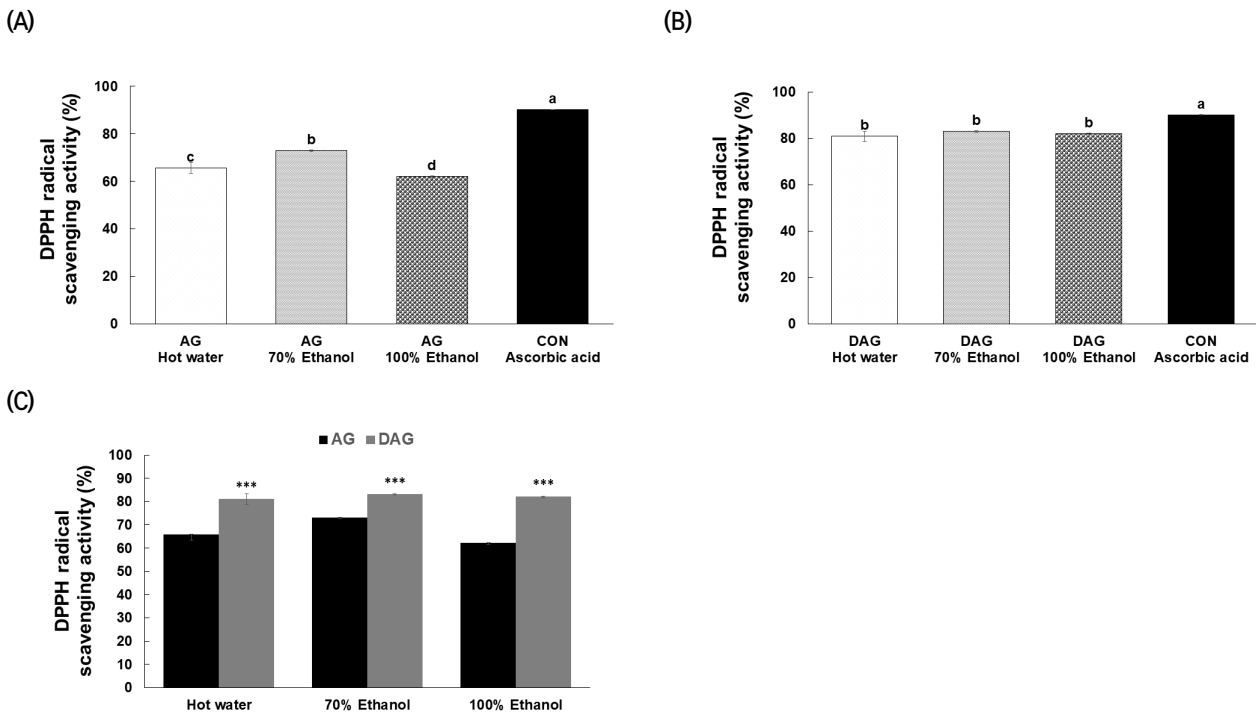 (A)
DPPH radical
scavenging activity (%)
100
80
60
40
20
0
c
b
d
a
AG
Hot water
AG
70% Ethanol
AG
100% Ethanol
CON
Ascorbic acid
(B)
DPPH radical
scavenging activity (%)
100
80
60
40
20
0
b
b
b
a
DAG
Hot water
DAG
70% Ethanol
DAG
100% Ethanol
CON
Ascorbic acid
(C)
AG DAG
DPPH radical
scavenging activity (%)
100
90
80
70
60
50
40
30
20
10
0
***
***
***
Hot water
70% Ethanol
100% Ethanol